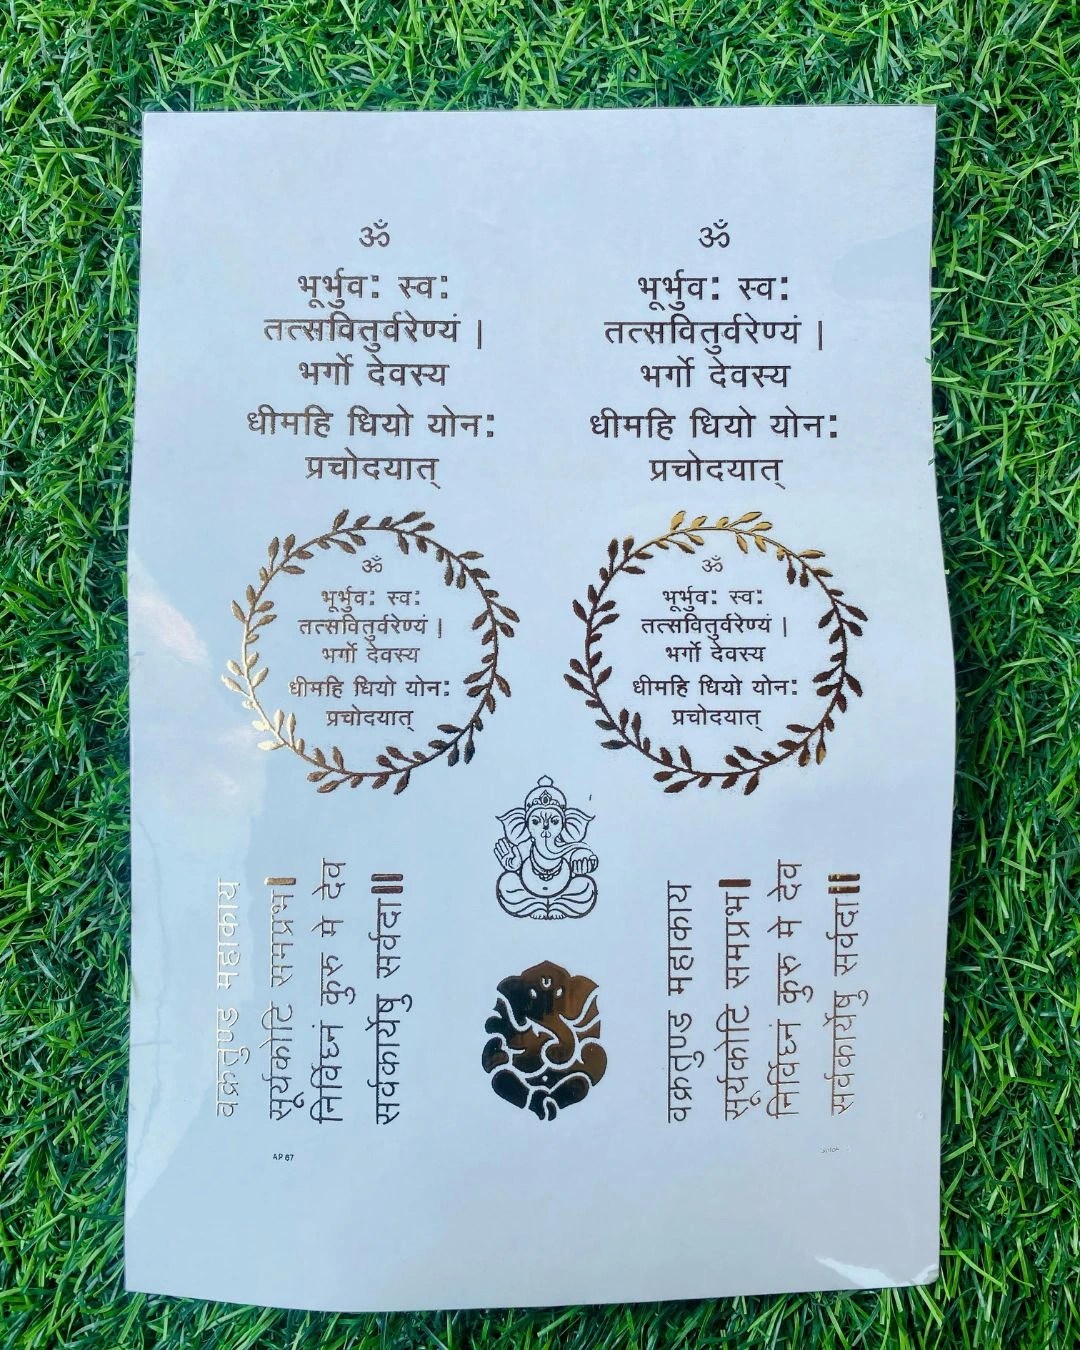 ॐ
भूर्भुव: स्व:
तत्सवितुर्वरेण्यं |
भर्गो देवस्य
धीमहि धियो योन:
प्रचोदयात्
ॐ
भूर्भुव: स्व:
तत्सवितुर्वरेण्यं |
भर्गो देवस्य
धीमहि धियो योन:
प्रचोदयात्
ॐ
भूर्भुव: स्व:
तत्सवितुर्वरेण्यं |
भर्गो देवस्य
धीमहि धियो योन:
प्रचोदयात्
ॐ
भूर्भुव: स्व:
तत्सवितुर्वरेण्यं |
भर्गो देवस्य
धीमहि धियो योन:
प्रचोदयात्
वक्रतुण्ड महाकाय
सूर्यकोटि समप्रभ।
निर्विघ्नं कुरु मे देव
सर्वकार्येषु सर्वदा॥
वक्रतुण्ड महाकाय
सूर्यकोटि समप्रभ।
निर्विघ्नं कुरु मे देव
सर्वकार्येषु सर्वदा॥
AP 67